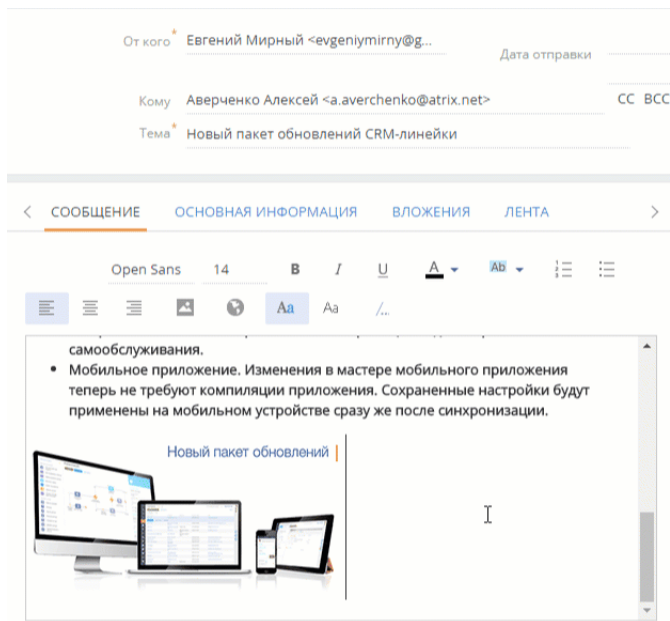 От кого* Евгений Мирный <evgeniymirny@g...
Дата отправки
Кому Аверченко Алексей <a.averchenko@atrix.net> CC BCC
Тема* Новый пакет обновлений CRM-линейки
СООБЩЕНИЕ ОСНОВНАЯ ИНФОРМАЦИЯ ВЛОЖЕНИЯ ЛЕНТА
Open Sans 14 B I U A Ab
Aa Aa
самообслуживания.
• Мобильное приложение. Изменения в мастере мобильного приложения
теперь не требуют компиляции приложения. Сохраненные настройки будут
применены на мобильном устройстве сразу же после синхронизации.
Новый пакет обновлений